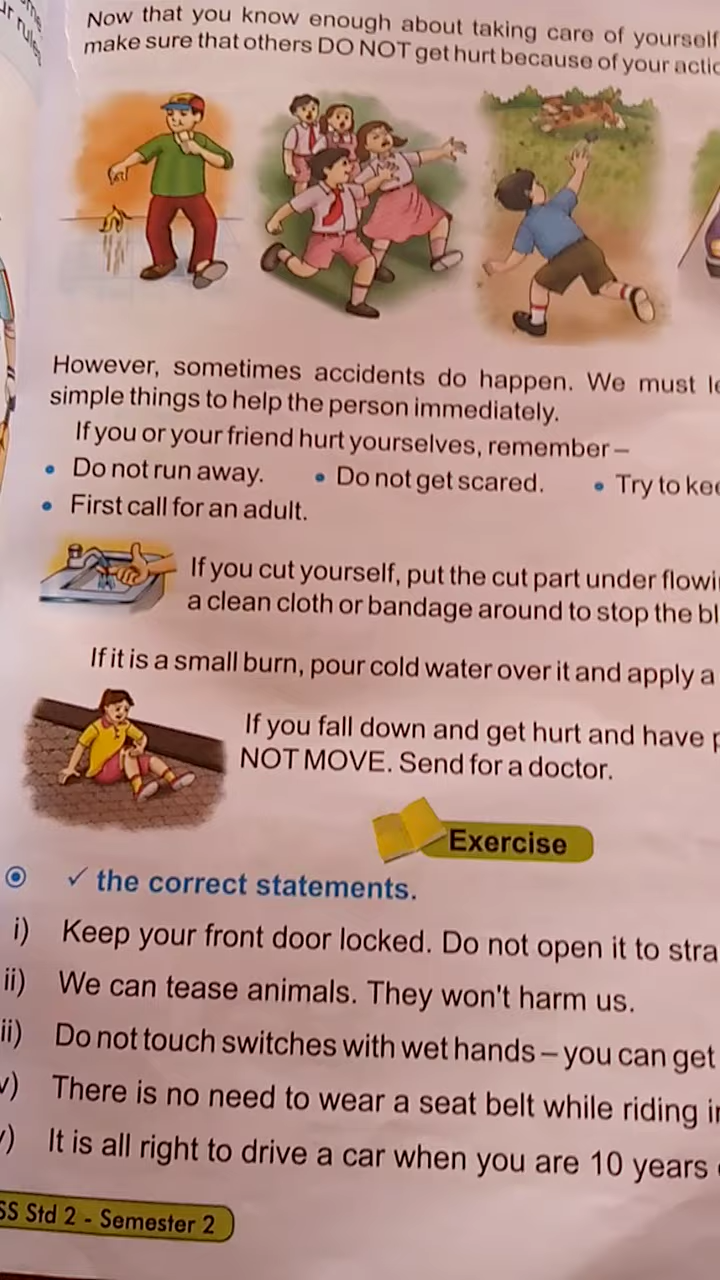 Now that you know enough about taking care of yourself
make sure that others DO NOT get hurt because of your
However, sometimes accidents do happen. We must
simple things to help the person immediately.
If you or your friend hurt yourselves, remember –
• Do not run away. • Do not get scared. • Try to
• First call for an adult.
If you cut yourself, put the cut part under
a clean cloth or bandage around to stop the
If it is a small burn, pour cold water over it and apply a
If you fall down and get hurt and have
NOT MOVE. Send for a doctor.
Exercise
✓ the correct statements.
i) Keep your front door locked. Do not open it to
ii) We can tease animals. They won't harm us.
ii) Do not touch switches with wet hands – you can get
v) There is no need to wear a seat belt while riding
) It is all right to drive a car when you are 10 years
SS Std 2 - Semester 2